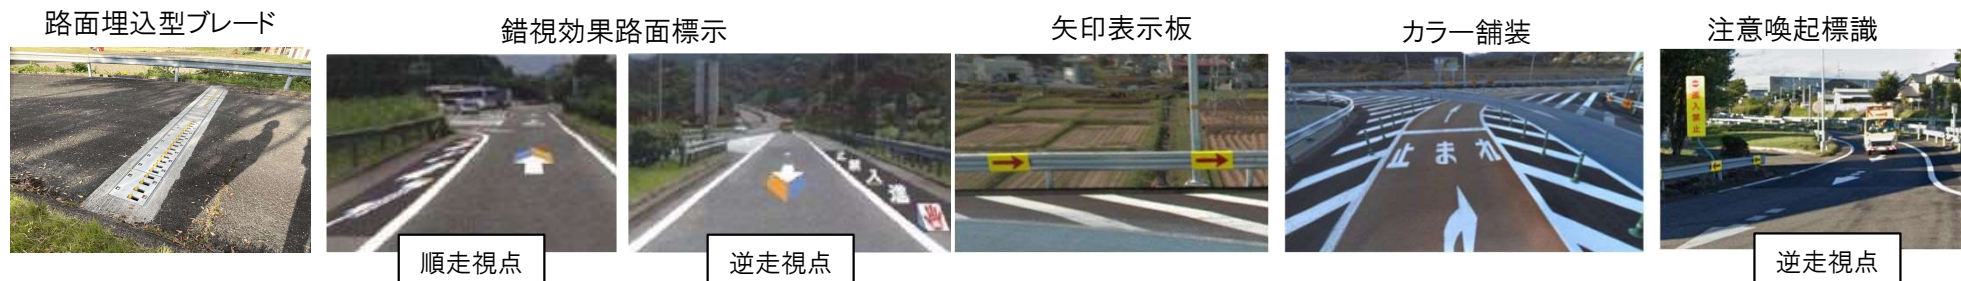 路面埋込型ブレード
錯視効果路面標示
矢印表示板
カラー舗装
注意喚起標識
進入禁止
止まれ
進入禁止
順走視点
逆走視点
逆走視点